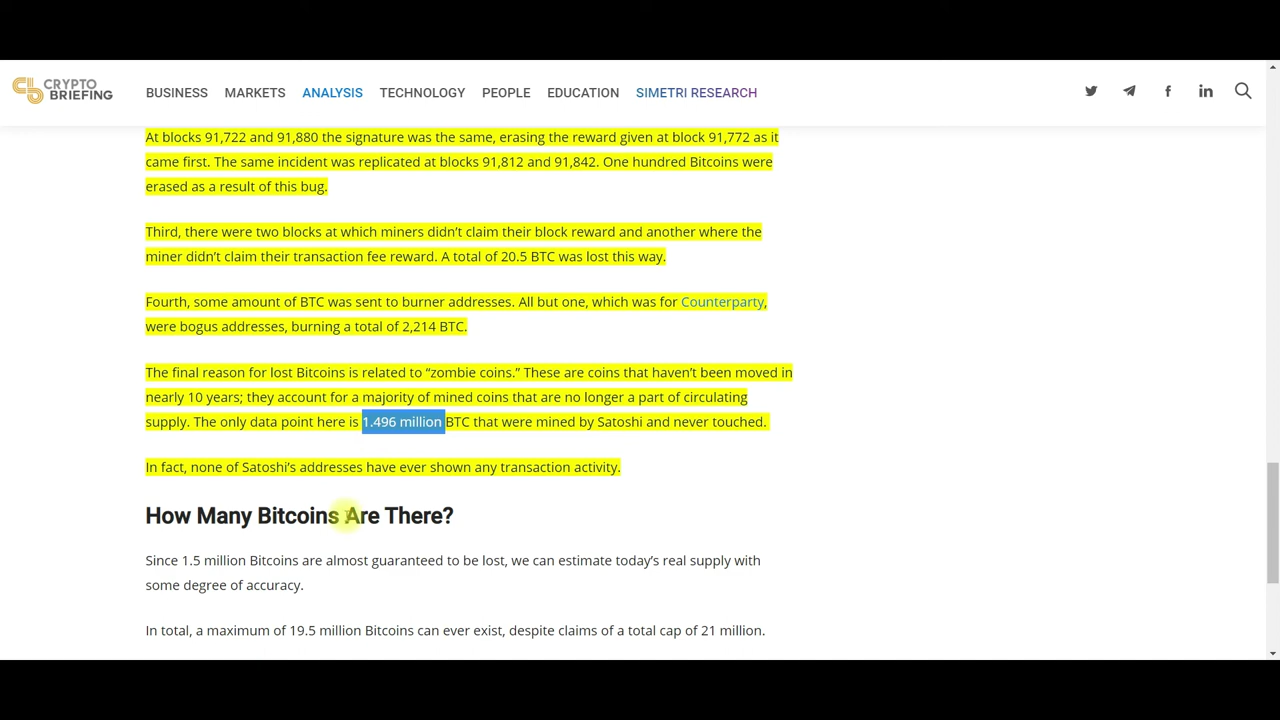 CRYPTO
BRIEFING
BUSINESS MARKETS ANALYSIS TECHNOLOGY PEOPLE EDUCATION SIMETRI RESEARCH
At blocks 91,722 and 91,880 the signature was the same, erasing the reward given at block 91,772 as it
came first. The same incident was replicated at blocks 91,812 and 91,842. One hundred Bitcoins were
erased as a result of this bug.
Third, there were two blocks at which miners didn’t claim their block reward and another where the
miner didn’t claim their transaction fee reward. A total of 20.5 BTC was lost this way.
Fourth, some amount of BTC was sent to burner addresses. All but one, which was for Counterparty,
were bogus addresses, burning a total of 2,214 BTC.
The final reason for lost Bitcoins is related to “zombie coins.” These are coins that haven’t been moved in
nearly 10 years; they account for a majority of mined coins that are no longer a part of circulating
supply. The only data point here is 1.496 million BTC that were mined by Satoshi and never touched.
In fact, none of Satoshi’s addresses have ever shown any transaction activity.
How Many Bitcoins Are There?
Since 1.5 million Bitcoins are almost guaranteed to be lost, we can estimate today’s real supply with
some degree of accuracy.
In total, a maximum of 19.5 million Bitcoins can ever exist, despite claims of a total cap of 21 million.